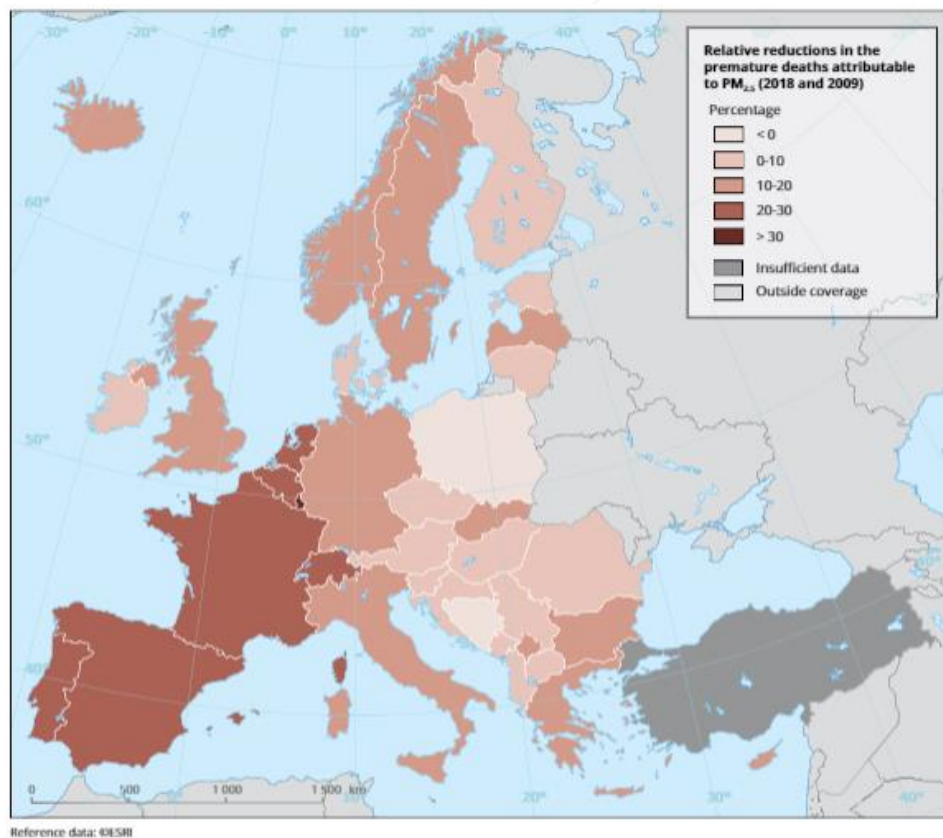 -30°
-20°
-10°
0°
10°
20°
30°
40°
50°
Relative reductions in the
premature deaths attributable
to PM₂.₅ (2018 and 2009)
Percentage
< 0
0-10
10-20
20-30
> 30
Insufficient data
Outside coverage
60°
50°
40°
0 500 1 000 1 500 km
10°
20°
30°
40°
Reference data: ©ESRI